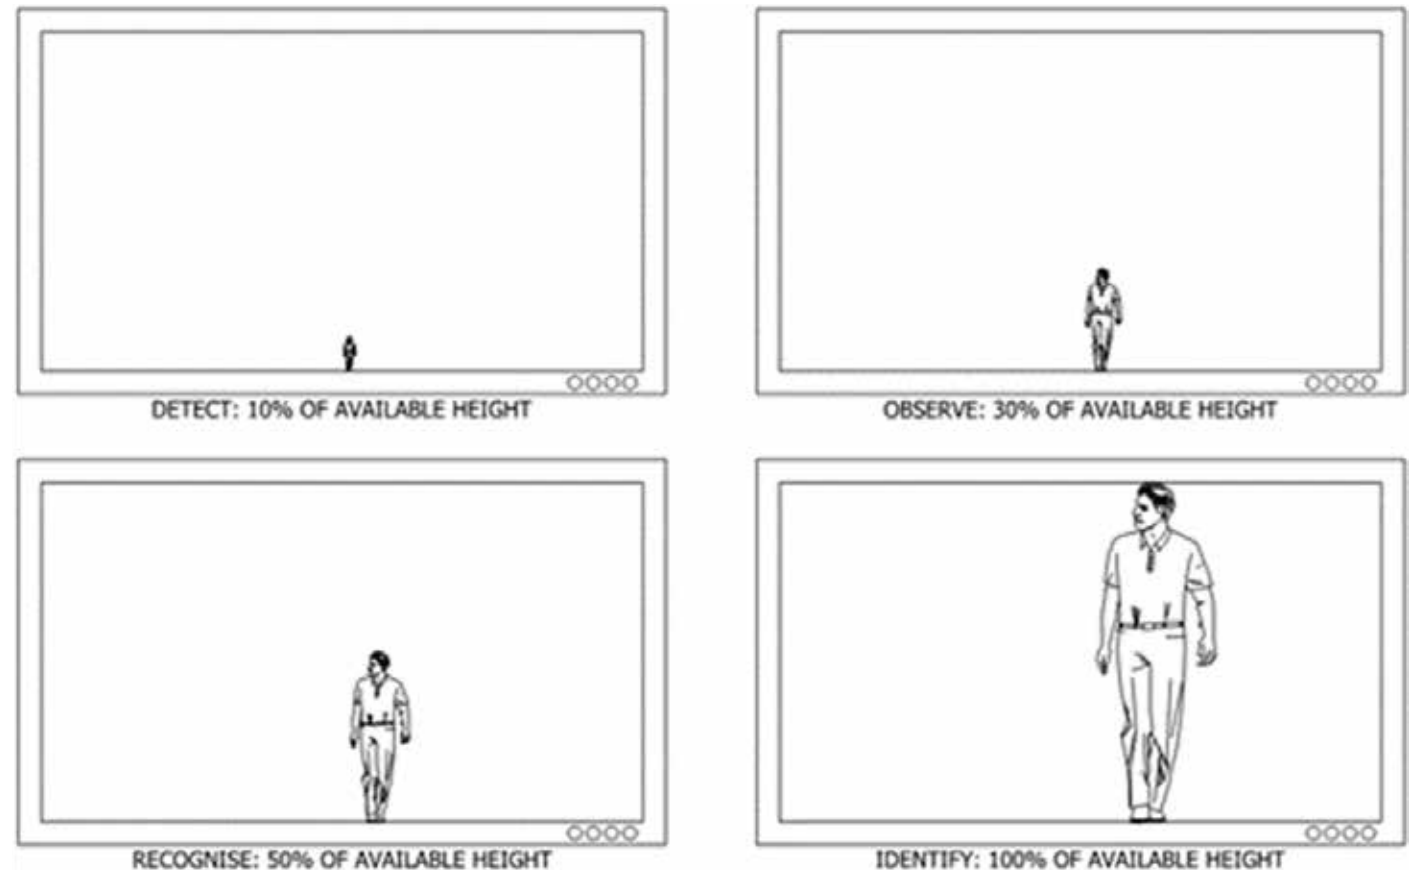 DETECT: 10% OF AVAILABLE HEIGHT
OBSERVE: 30% OF AVAILABLE HEIGHT
RECOGNISE: 50% OF AVAILABLE HEIGHT
IDENTIFY: 100% OF AVAILABLE HEIGHT